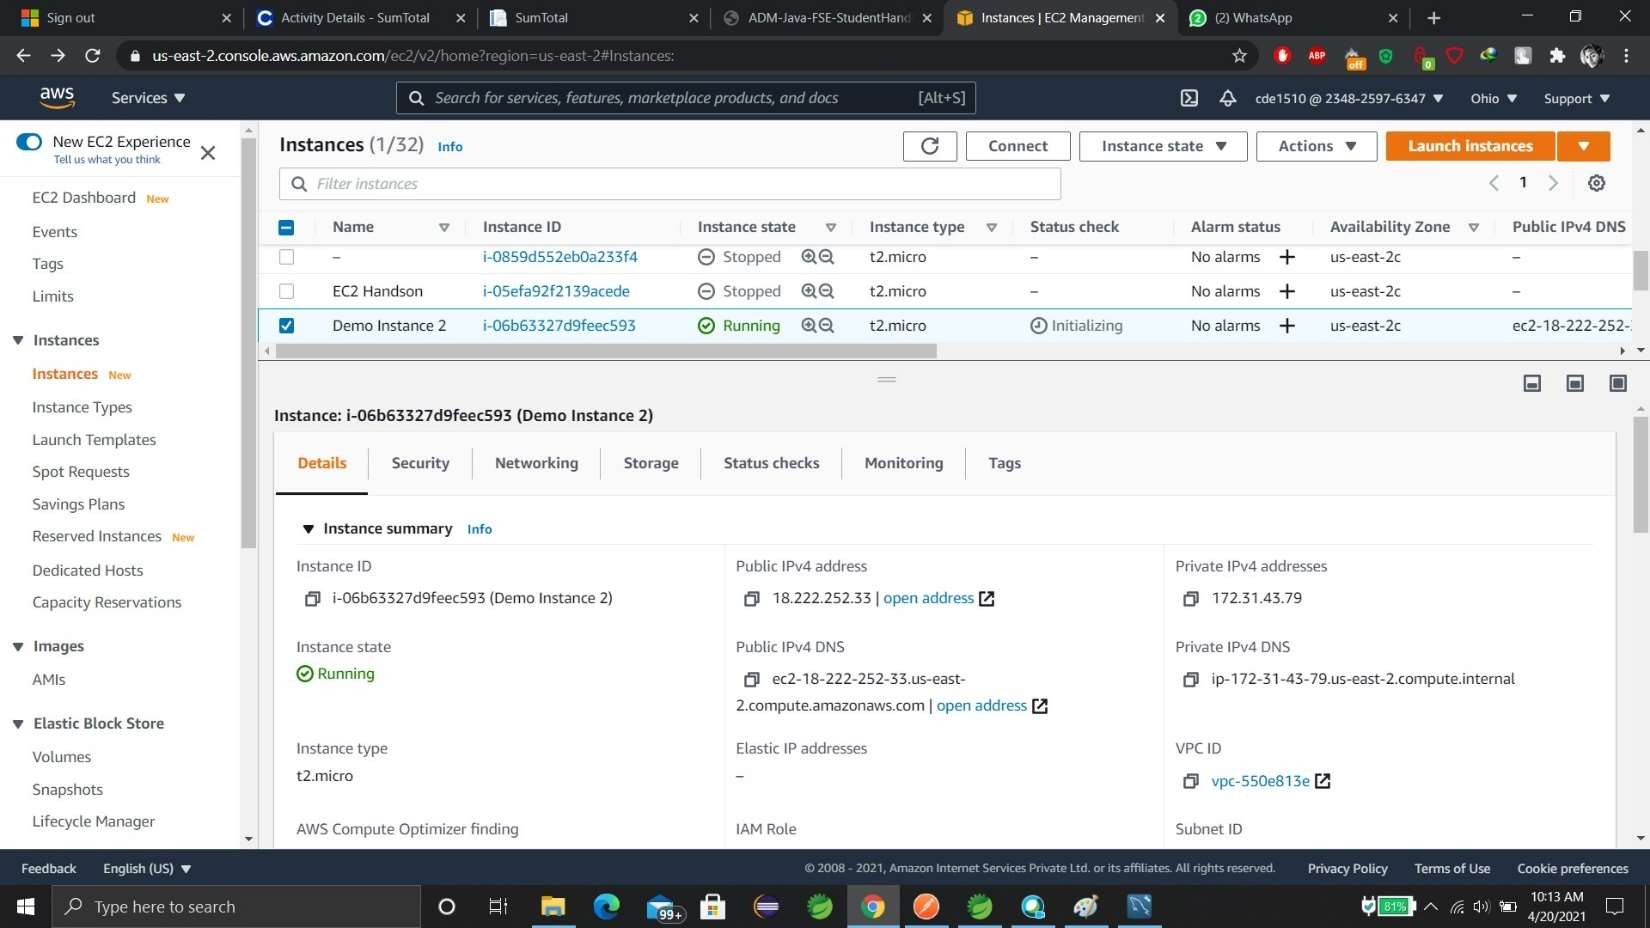 Sign out
Activity Details - SumTotal
SumTotal
ADM-Java-FSE-StudentHand
Instances | EC2 Management
(2) WhatsApp
us-east-2.console.aws.amazon.com/ec2/v2/home?region=us-east-2#Instances:
ABP
off
0
aws
Services
Search for services, features, marketplace products, and docs [Alt+S]
cde1510 @ 2348-2597-6347
Ohio
Support
New EC2 Experience
Tell us what you think
EC2 Dashboard New
Events
Tags
Limits
Instances
Instances New
Instance Types
Launch Templates
Spot Requests
Savings Plans
Reserved Instances New
Dedicated Hosts
Capacity Reservations
Images
AMIs
Elastic Block Store
Volumes
Snapshots
Lifecycle Manager
Instances (1/32) Info
Connect
Instance state
Actions
Launch instances
Filter instances
1
Name Instance ID Instance state Instance type Status check Alarm status Availability Zone Public IPv4 DNS
– i-0859d552eb0a233f4 Stopped t2.micro – No alarms + us-east-2c –
EC2 Handson i-05efa92f2139acede Stopped t2.micro – No alarms + us-east-2c –
Demo Instance 2 i-06b63327d9feec593 Running t2.micro Initializing No alarms + us-east-2c ec2-18-222-252-
Instance: i-06b63327d9feec593 (Demo Instance 2)
Details Security Networking Storage Status checks Monitoring Tags
Instance summary Info
Instance ID
i-06b63327d9feec593 (Demo Instance 2)
Public IPv4 address
18.222.252.33 | open address
Private IPv4 addresses
172.31.43.79
Instance state
Running
Public IPv4 DNS
ec2-18-222-252-33.us-east-
2.compute.amazonaws.com | open address
Private IPv4 DNS
ip-172-31-43-79.us-east-2.compute.internal
Instance type
t2.micro
Elastic IP addresses
–
VPC ID
vpc-550e813e
AWS Compute Optimizer finding
IAM Role
Subnet ID
Feedback
English (US)
© 2008 - 2021, Amazon Internet Services Private Ltd. or its affiliates. All rights reserved.
Privacy Policy
Terms of Use
Cookie preferences
Type here to search
99+
81%
10:13 AM
4/20/2021